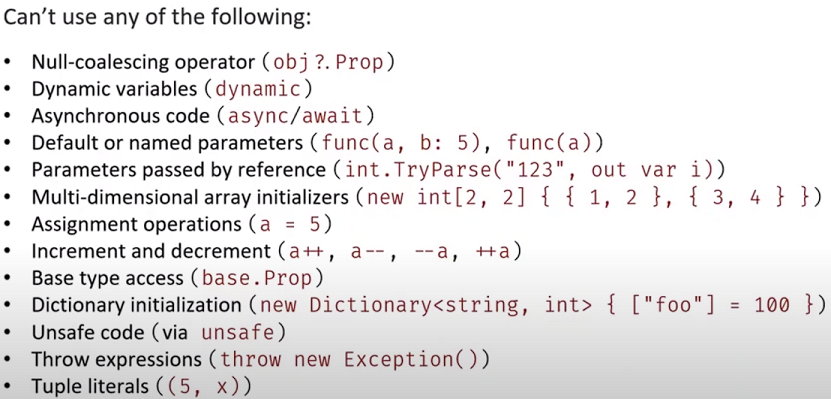 Can't use any of the following:
• Null-coalescing operator (obj?.Prop)
• Dynamic variables (dynamic)
• Asynchronous code (async/await)
• Default or named parameters (func(a, b: 5), func(a))
• Parameters passed by reference (int.TryParse("123", out var i))
• Multi-dimensional array initializers (new int[2, 2] { { 1, 2 }, { 3, 4 } })
• Assignment operations (a = 5)
• Increment and decrement (a++, a--, --a, ++a)
• Base type access (base.Prop)
• Dictionary initialization (new Dictionary<string, int> { ["foo"] = 100 })
• Unsafe code (via unsafe)
• Throw expressions (throw new Exception())
• Tuple literals ((5, x))